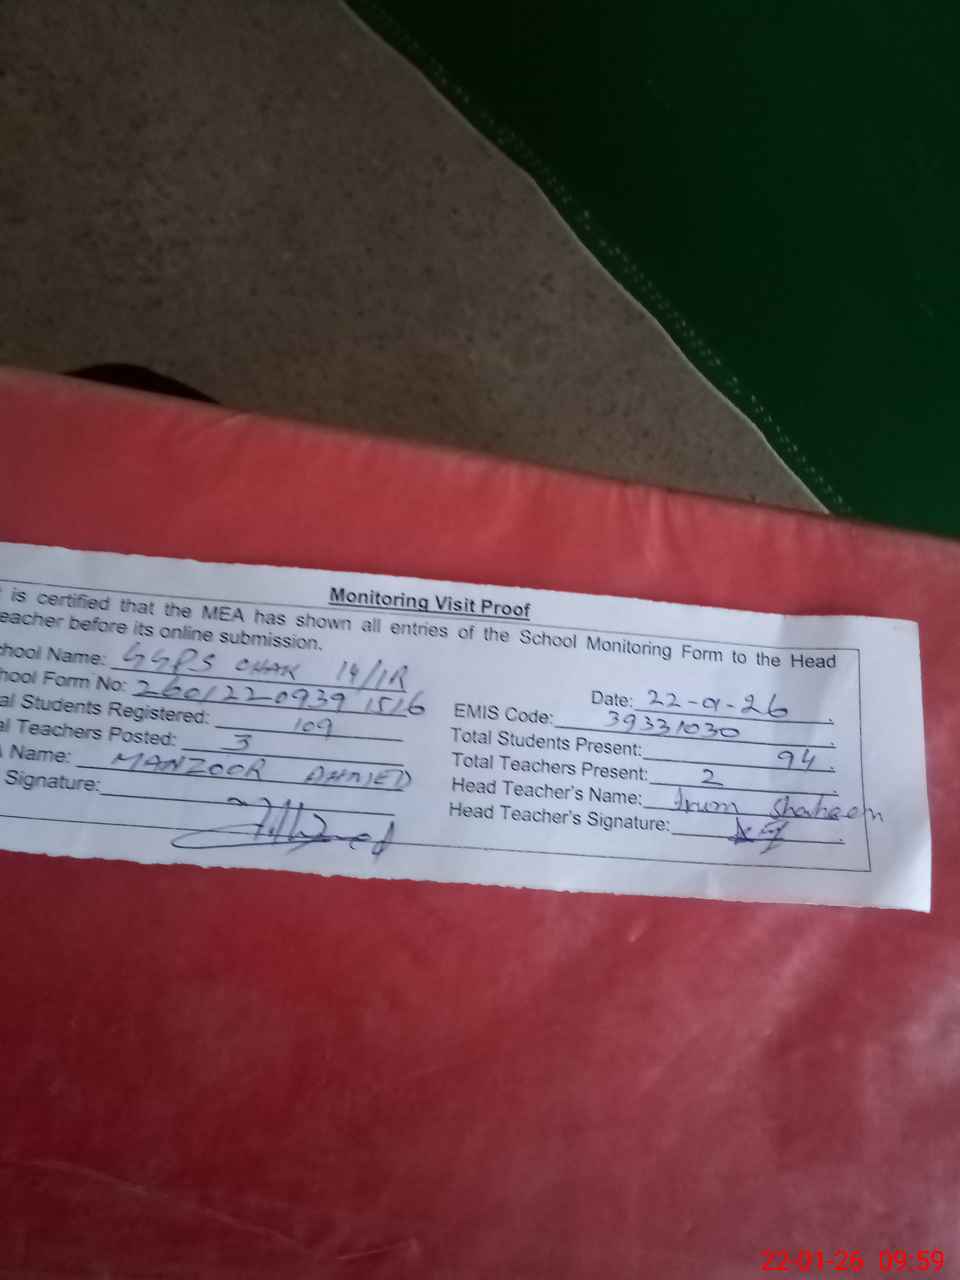 Monitoring Visit Proof
is certified that the MEA has shown all entries of the School Monitoring Form to the Head
eacher before its online submission.
chool Name: GGPS CHAK 14/1R
Date: 22-01-26
hool Form No: 2601220939 1516
EMIS Code: 39331030
al Students Registered: 109
Total Students Present: 94
al Teachers Posted: 3
Total Teachers Present: 2
Name: MANZOOR AHMED
Head Teacher's Name: Irum Shaheen
Signature:
Head Teacher's Signature:
22-01-26 09:59